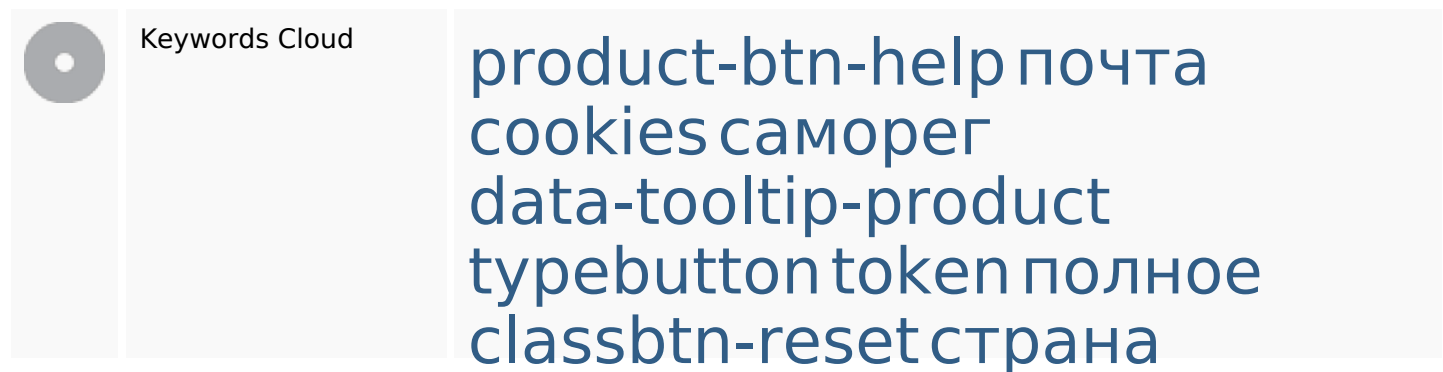 Keywords Cloud
product-btn-help почта
cookies саморег
data-tooltip-product
typebutton token полное
classbtn-reset страна